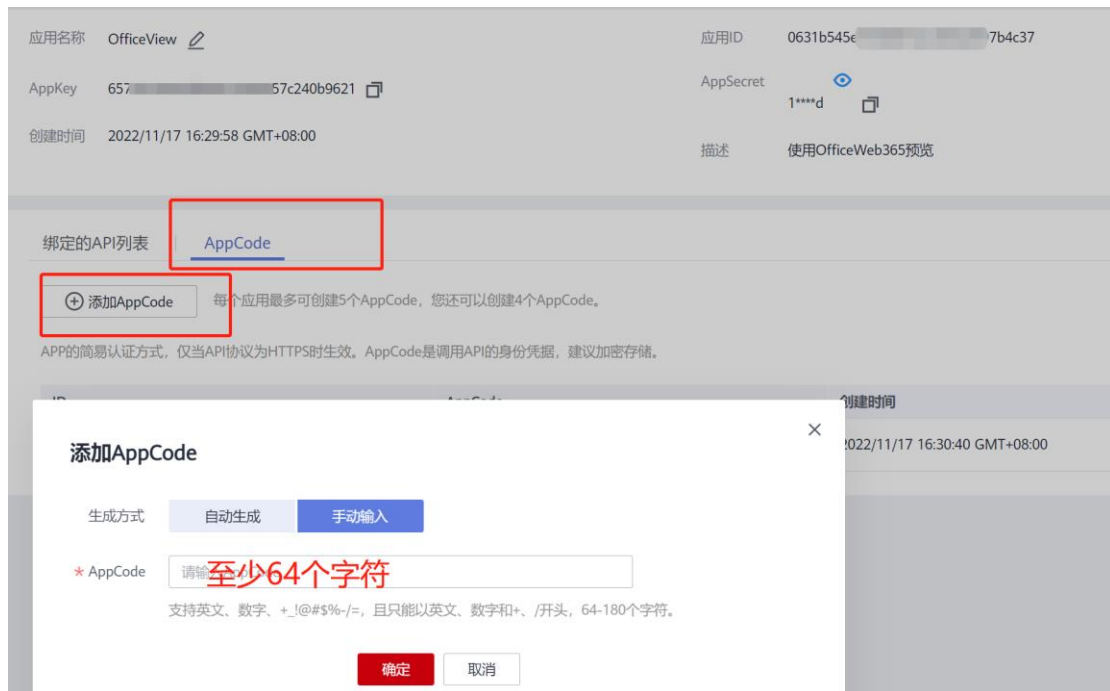 应用名称 OfficeView 应用ID 0631b545e 7b4c37
AppKey 657 57c240b9621 AppSecret
1****d
创建时间 2022/11/17 16:29:58 GMT+08:00
描述 使用OfficeWeb365预览
绑定的API列表 AppCode
添加AppCode 每个应用最多可创建5个AppCode，您还可以创建4个AppCode。
APP的简易认证方式，仅当API协议为HTTPS时生效。AppCode是调用API的身份凭据，建议加密存储。
创建时间
2022/11/17 16:30:40 GMT+08:00
添加AppCode
生成方式 自动生成 手动输入
* AppCode 请输 至少64个字符
支持英文、数字、+_!@#$%-/=，且只能以英文、数字和+、/开头，64-180个字符。
确定 取消